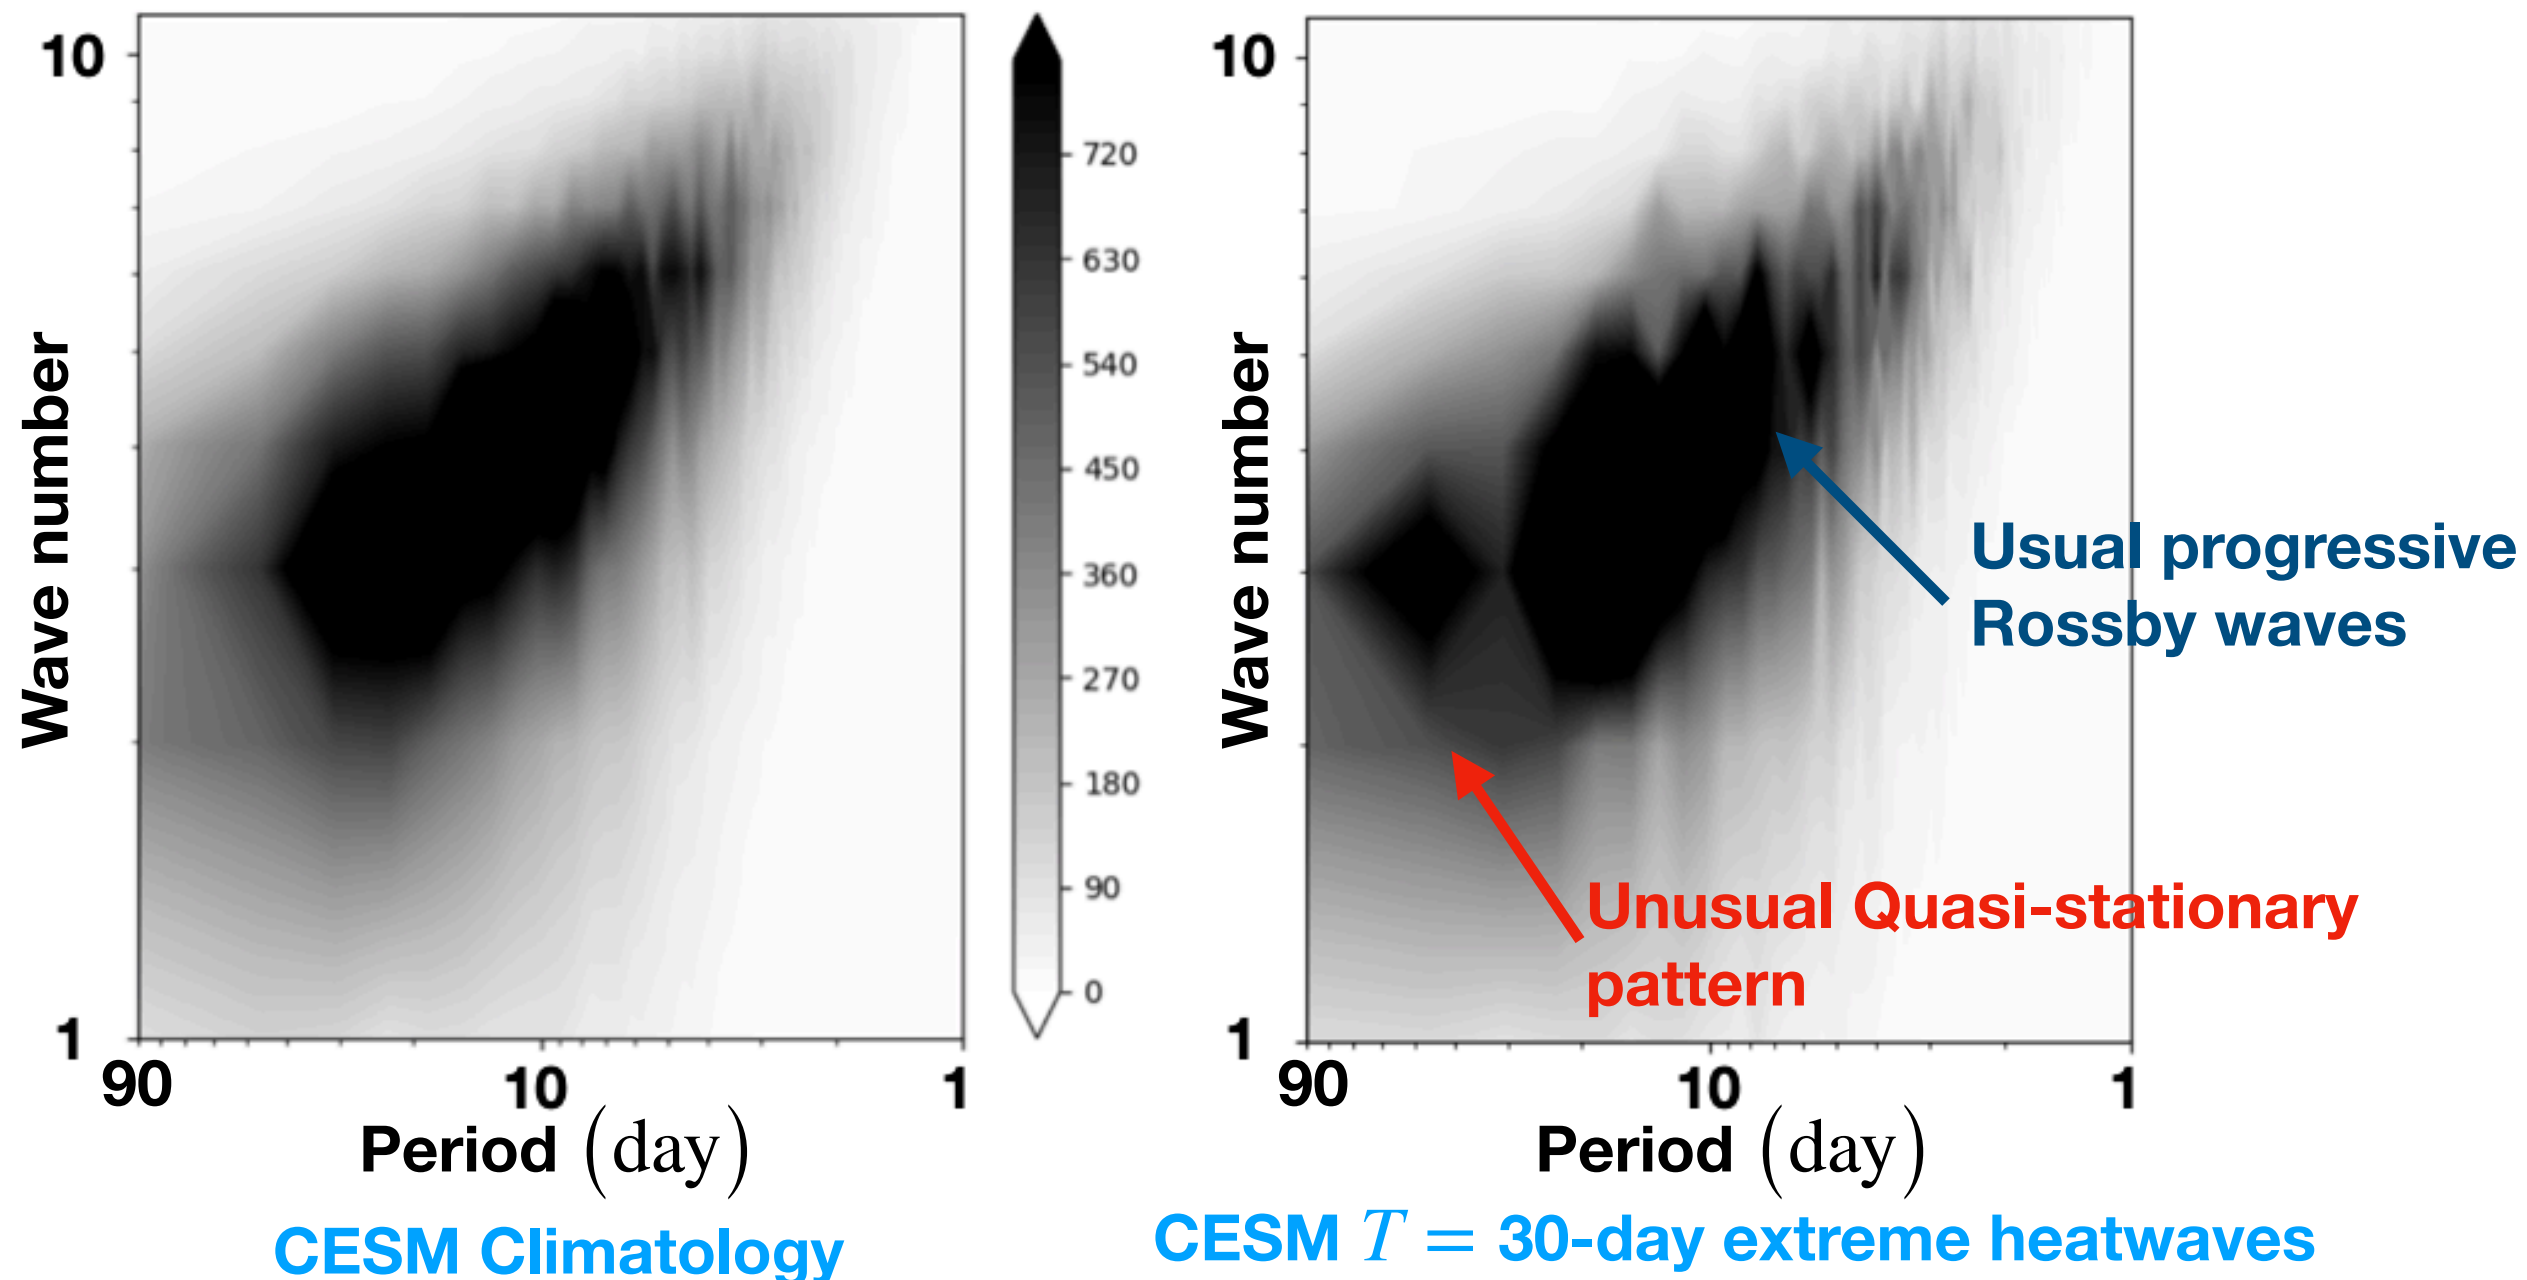 10
1
90
10
1
Wave number
Period (day)
CESM Climatology
720
630
540
450
360
270
180
90
0
10
1
90
10
1
Wave number
Period (day)
Usual progressive
Rossby waves
Unusual Quasi-stationary
pattern
CESM T = 30-day extreme heatwaves